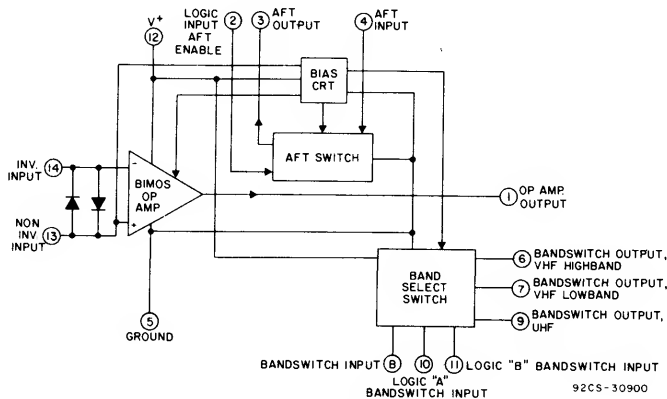 V+
12
LOGIC
INPUT
AFT
ENABLE
2
3
AFT
OUTPUT
4
AFT
INPUT
BIAS
CRT
AFT SWITCH
INV.
INPUT
14
-
BIMOS
OP
AMP
+
NON
INV.
INPUT
13
1
OP AMP.
OUTPUT
5
GROUND
BAND
SELECT
SWITCH
6
BANDSWITCH OUTPUT,
VHF HIGHBAND
7
BANDSWITCH OUTPUT,
VHF LOWBAND
9
BANDSWITCH OUTPUT,
UHF
BANDSWITCH INPUT
8
10
11
LOGIC "B" BANDSWITCH INPUT
LOGIC "A"
BANDSWITCH
INPUT
92CS-30900